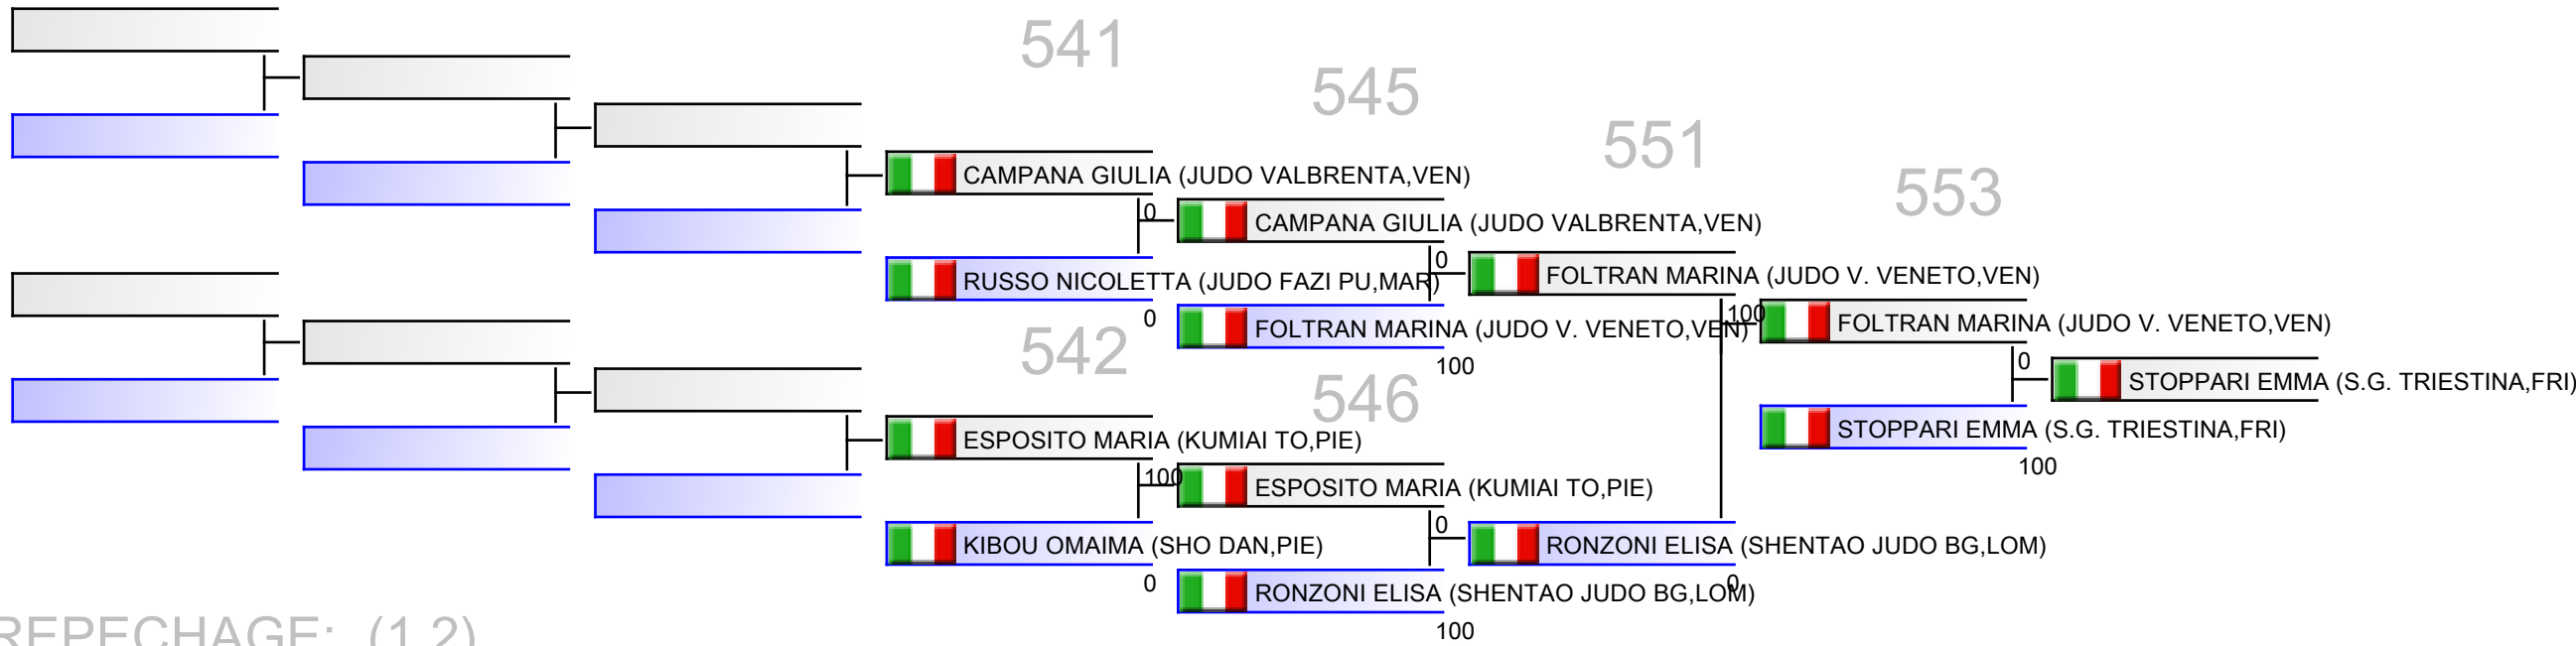 541
545
551
553
CAMPANA GIULIA (JUDO VALBRENTA,VEN)
0
CAMPANA GIULIA (JUDO VALBRENTA,VEN)
0
RUSSO NICOLETTA (JUDO FAZI PU,MAR)
0
FOLTRAN MARINA (JUDO V. VENETO,VEN)
FOLTRAN MARINA (JUDO V. VENETO,VEN)
100
100
FOLTRAN MARINA (JUDO V. VENETO,VEN)
0
STOPPARI EMMA (S.G. TRIESTINA,FRI)
STOPPARI EMMA (S.G. TRIESTINA,FRI)
100
542
546
ESPOSITO MARIA (KUMIAI TO,PIE)
100
ESPOSITO MARIA (KUMIAI TO,PIE)
0
KIBOU OMAIMA (SHO DAN,PIE)
0
RONZONI ELISA (SHENTAO JUDO BG,LOM)
0
RONZONI ELISA (SHENTAO JUDO BG,LOM)
100
REPECHAGE: (1,2)